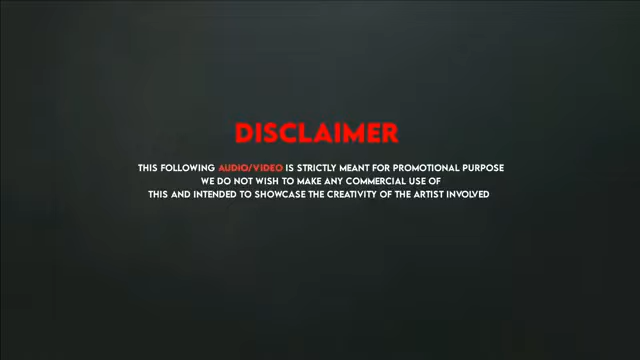 DISCLAIMER
THIS FOLLOWING AUDIO/VIDEO IS STRICTLY MEANT FOR PROMOTIONAL PURPOSE
WE DO NOT WISH TO MAKE ANY COMMERCIAL USE OF
THIS AND INTENDED TO SHOWCASE THE CREATIVITY OF THE ARTIST INVOLVED